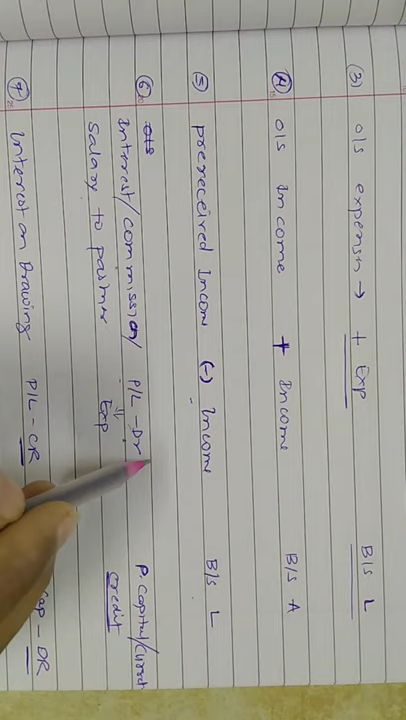 (3) O/S expenses → + Exp B/S L
(4) O/S Income + Income B/S A
(5) prereceived Income (-) Income B/S L
(6) Intrest/commission/ P/L - Dr P. Capital/Current
Salary to partner Exp Credit
(7) Interest on Drawing P/L - CR Cap - DR